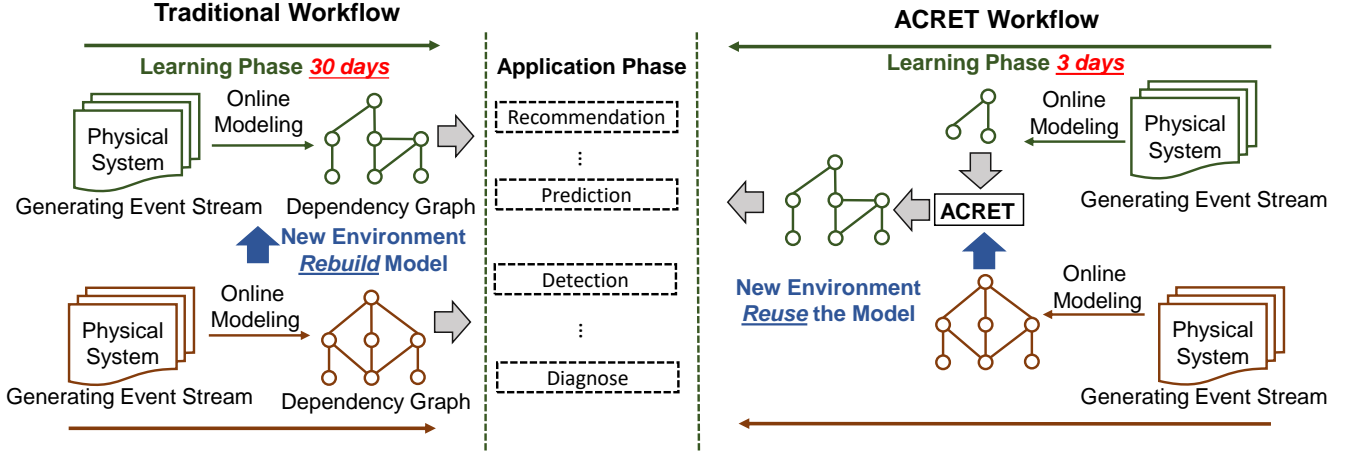 Traditional Workflow
Learning Phase 30 days
Online
Modeling
Physical
System
Generating Event Stream
Dependency Graph
New Environment
Rebuild Model
Online
Modeling
Physical
System
Generating Event Stream
Dependency Graph
Application Phase
Recommendation
...
Prediction
Detection
...
Diagnose
ACRET Workflow
Learning Phase 3 days
Online
Modeling
Physical
System
Generating Event Stream
ACRET
New Environment
Reuse the Model
Online
Modeling
Physical
System
Generating Event Stream